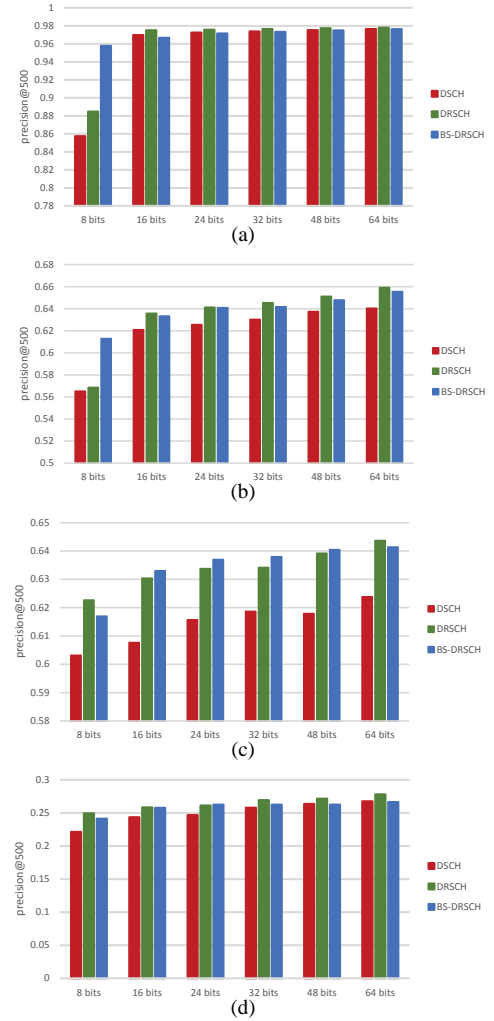 1
0.98
0.96
0.94
0.92
0.9
0.88
0.86
0.84
0.82
0.8
0.78
precision@500
8 bits 16 bits 24 bits 32 bits 48 bits 64 bits
DSCH
DRSCH
BS-DRSCH
(a)
0.68
0.66
0.64
0.62
0.6
0.58
0.56
0.54
0.52
0.5
precision@500
8 bits 16 bits 24 bits 32 bits 48 bits 64 bits
DSCH
DRSCH
BS-DRSCH
(b)
0.65
0.64
0.63
0.62
0.61
0.6
0.59
0.58
precision@500
8 bits 16 bits 24 bits 32 bits 48 bits 64 bits
DSCH
DRSCH
BS-DRSCH
(c)
0.3
0.25
0.2
0.15
0.1
0.05
0
precision@500
8 bits 16 bits 24 bits 32 bits 48 bits 64 bits
DSCH
DRSCH
BS-DRSCH
(d)